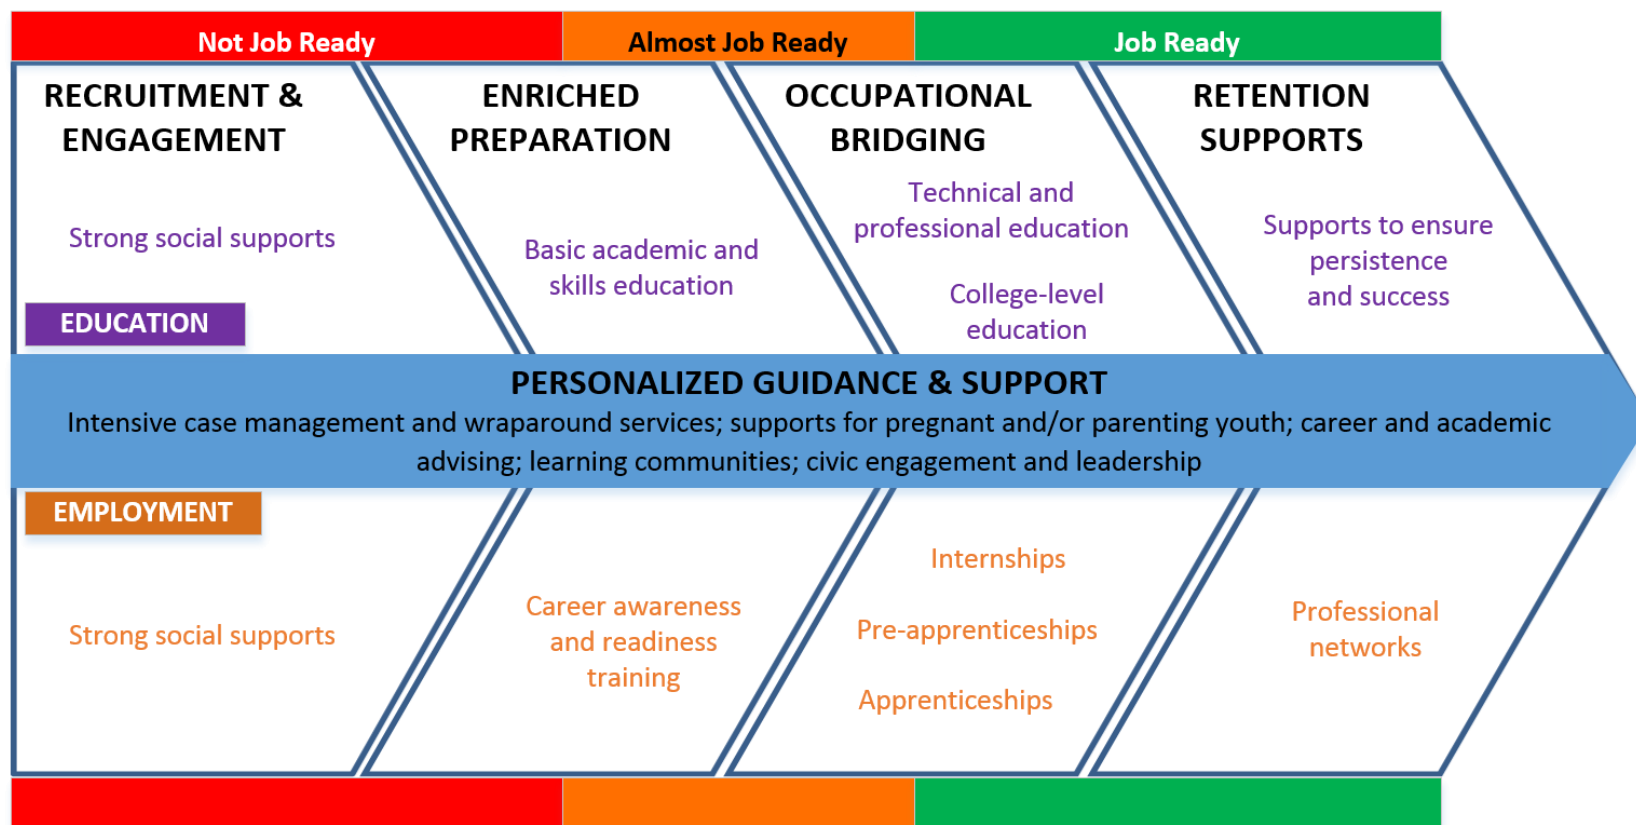 Not Job Ready
Almost Job Ready
Job Ready
RECRUITMENT &
ENGAGEMENT
ENRICHED
PREPARATION
OCCUPATIONAL
BRIDGING
RETENTION
SUPPORTS
Strong social supports
Basic academic and
skills education
Technical and
professional education
College-level
education
Supports to ensure
persistence
and success
EDUCATION
PERSONALIZED GUIDANCE & SUPPORT
Intensive case management and wraparound services; supports for pregnant and/or parenting youth; career and academic
advising; learning communities; civic engagement and leadership
EMPLOYMENT
Strong social supports
Career awareness
and readiness
training
Internships
Pre-apprenticeships
Apprenticeships
Professional
networks